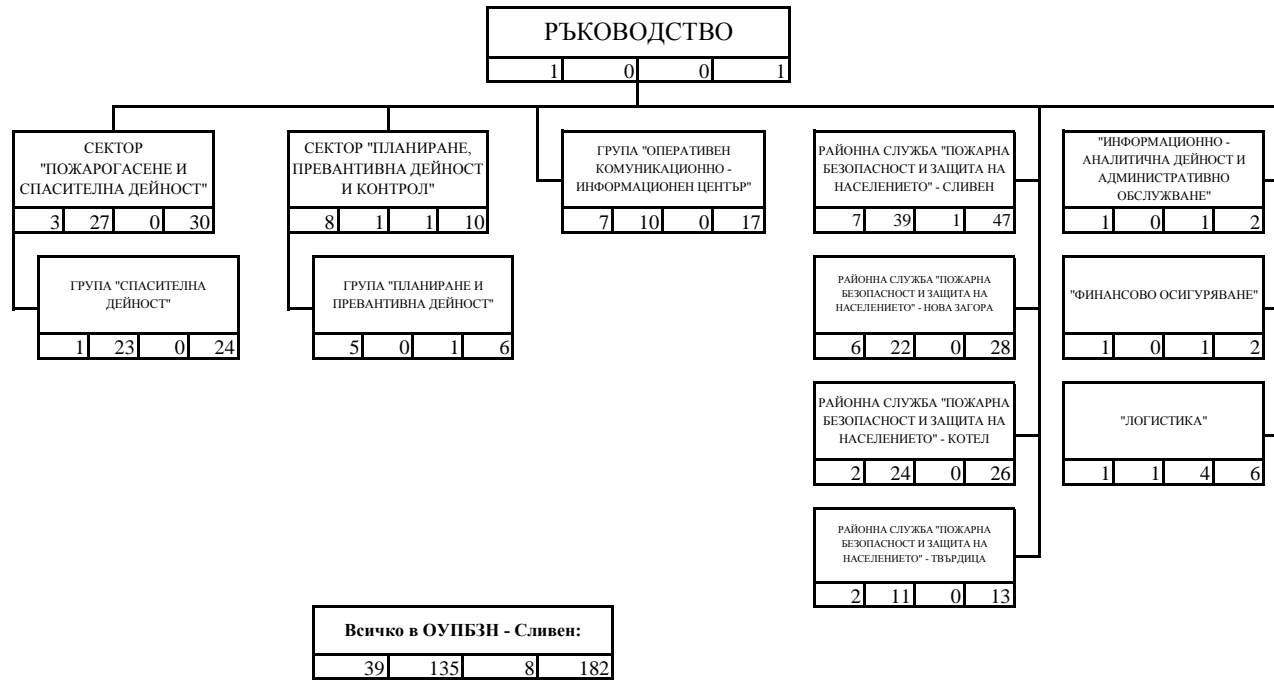 РЪКОВОДСТВО
1 0 0 1
СЕКТОР
"ПОЖАРОГАСЕНЕ И
СПАСИТЕЛНА ДЕЙНОСТ"
3 27 0 30
ГРУПА "СПАСИТЕЛНА
ДЕЙНОСТ"
1 23 0 24
СЕКТОР "ПЛАНИРАНЕ,
ПРЕВАНТИВНА ДЕЙНОСТ
И КОНТРОЛ"
8 1 1 10
ГРУПА "ПЛАНИРАНЕ И
ПРЕВАНТИВНА ДЕЙНОСТ"
5 0 1 6
ГРУПА "ОПЕРАТИВЕН
КОМУНИКАЦИОННО -
ИНФОРМАЦИОНЕН ЦЕНТЪР"
7 10 0 17
РАЙОННА СЛУЖБА "ПОЖАРНА
БЕЗОПАСНОСТ И ЗАЩИТА НА
НАСЕЛЕНИЕТО" - СЛИВЕН
7 39 1 47
РАЙОННА СЛУЖБА "ПОЖАРНА
БЕЗОПАСНОСТ И ЗАЩИТА НА
НАСЕЛЕНИЕТО" - НОВА ЗАГОРА
6 22 0 28
РАЙОННА СЛУЖБА "ПОЖАРНА
БЕЗОПАСНОСТ И ЗАЩИТА НА
НАСЕЛЕНИЕТО" - КОТЕЛ
2 24 0 26
РАЙОННА СЛУЖБА "ПОЖАРНА
БЕЗОПАСНОСТ И ЗАЩИТА НА
НАСЕЛЕНИЕТО" - ТВЪРДИЦА
2 11 0 13
"ИНФОРМАЦИОННО -
АНАЛИТИЧНА ДЕЙНОСТ И
АДМИНИСТРАТИВНО
ОБСЛУЖВАНЕ"
1 0 1 2
"ФИНАНСОВО ОСИГУРЯВАНЕ"
1 0 1 2
"ЛОГИСТИКА"
1 1 4 6
Всичко в ОУПБЗН - Сливен:
39 135 8 182